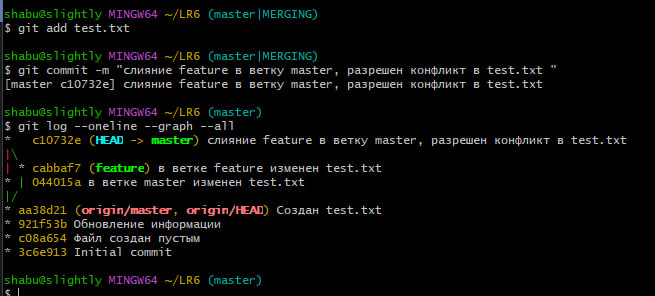 shabu@slightly MINGW64 ~/LR6 (master|MERGING)
$ git add test.txt
shabu@slightly MINGW64 ~/LR6 (master|MERGING)
$ git commit -m "слияние feature в ветку master, разрешен конфликт в test.txt "
[master c10732e] слияние feature в ветку master, разрешен конфликт в test.txt
shabu@slightly MINGW64 ~/LR6 (master)
$ git log --oneline --graph --all
*   c10732e (HEAD -> master) слияние feature в ветку master, разрешен конфликт в test.txt
|\
| * cabbaf7 (feature) в ветке feature изменен test.txt
* | 044015a в ветке master изменен test.txt
|/
* aa38d21 (origin/master, origin/HEAD) Создан test.txt
* 921f53b Обновление информации
* c08a654 Файл создан пустым
* 3c6e913 Initial commit
shabu@slightly MINGW64 ~/LR6 (master)
$